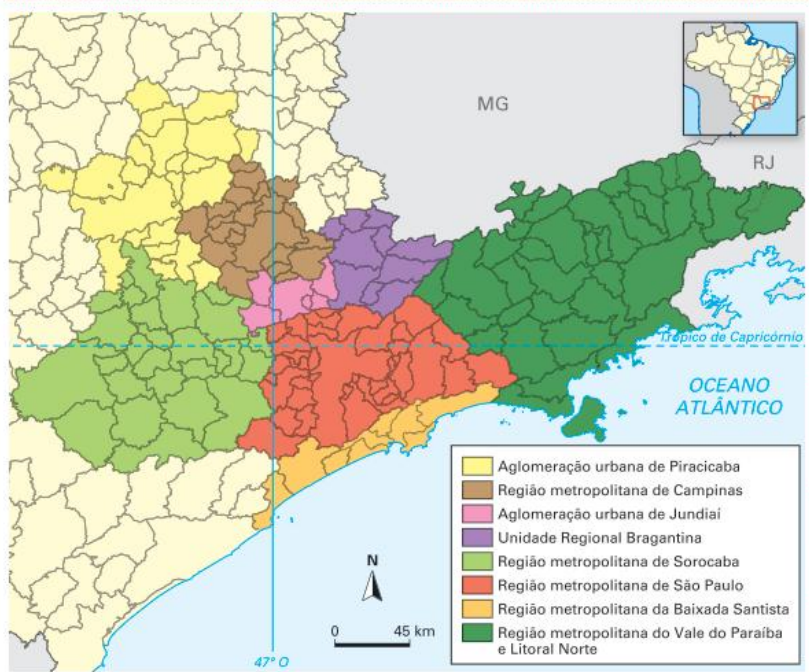 MG
RJ
Trópico de Capricórnio
OCEANO
ATLÂNTICO
Aglomeração urbana de Piracicaba
Região metropolitana de Campinas
Aglomeração urbana de Jundiaí
Unidade Regional Bragantina
Região metropolitana de Sorocaba
Região metropolitana de São Paulo
Região metropolitana da Baixada Santista
Região metropolitana do Vale do Paraíba
e Litoral Norte
N
0 45 km
47° O